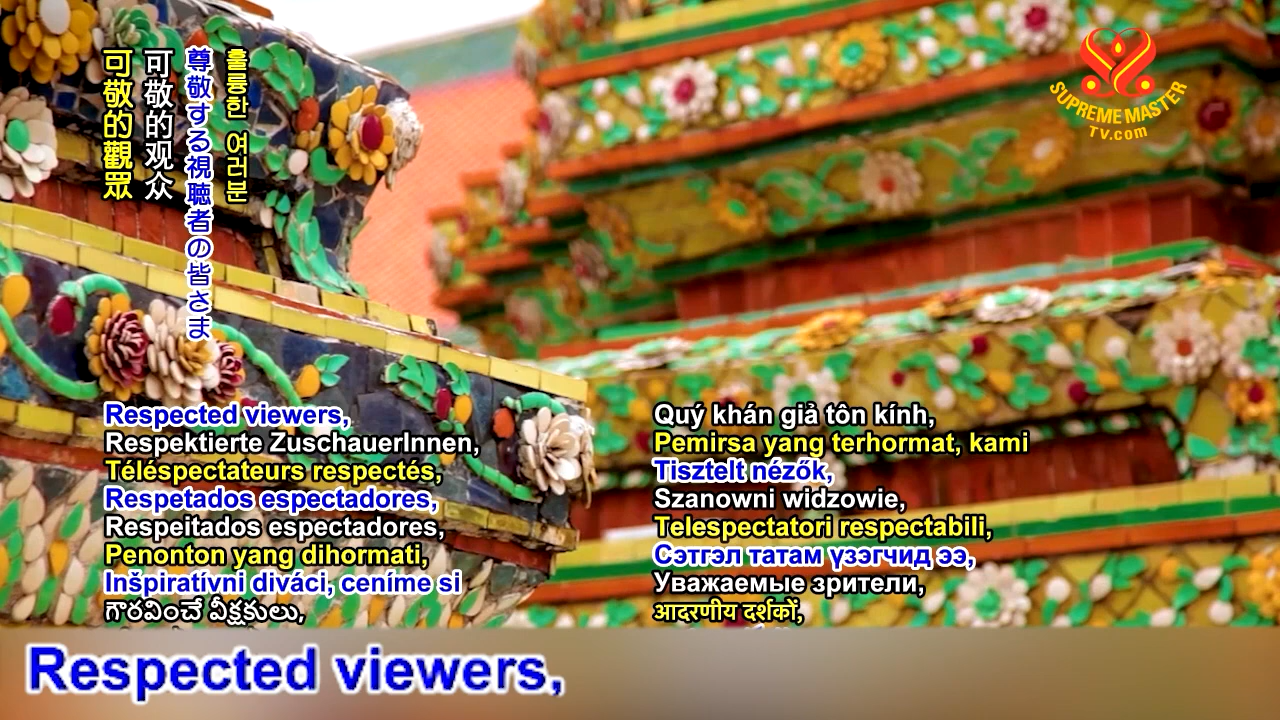 可敬的觀眾
可敬的观众
尊敬する視聴者の皆さま
훌륭한 여러분
SUPREME MASTER
TV.com
Respected viewers,
Respektierte ZuschauerInnen,
Téléspectateurs respectés,
Respetados espectadores,
Respeitados espectadores,
Penonton yang dihormati,
Inšpiratívni diváci, ceníme si
గౌరవించే వీక్షకులు,
Quý khán giả tôn kính,
Pemirsa yang terhormat, kami
Tisztelt nézők,
Szanowni widzowie,
Telespectatori respectabili,
Сэтгэл татам үзэгчид ээ,
Уважаемые зрители,
आदरणीय दर्शकों,
Respected viewers,